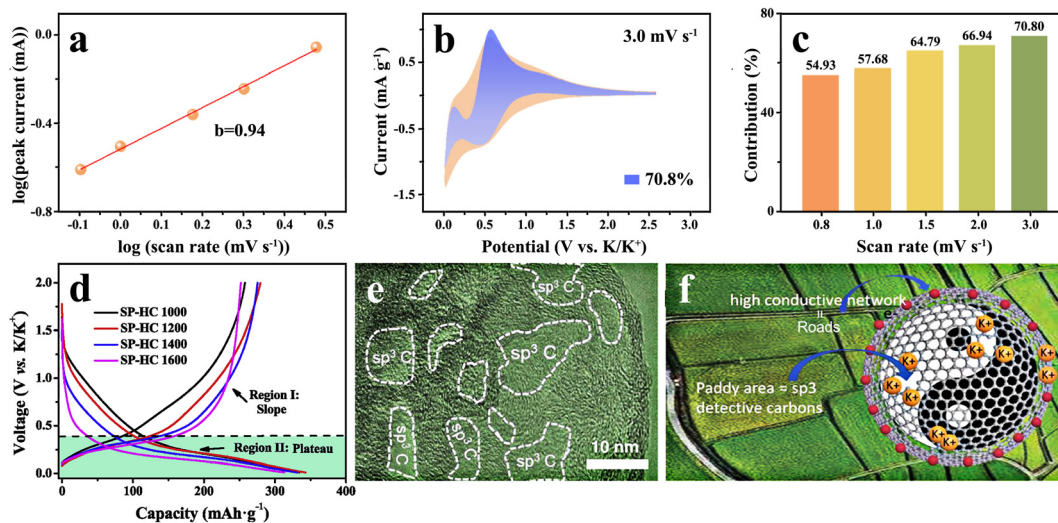 a
log(peak current (mA))
0.0
-0.4
-0.8
b=0.94
-0.1 0.0 0.1 0.2 0.3 0.4 0.5
log (scan rate (mV s⁻¹))
b
3.0 mV s⁻¹
Current (mA g⁻¹)
0.5
-0.5
-1.5
70.8%
0.0 0.5 1.0 1.5 2.0 2.5 3.0
Potential (V vs. K/K⁺)
c
Contribution (%)
80
60
40
20
0
54.93
57.68
64.79
66.94
70.80
0.8 1.0 1.5 2.0 3.0
Scan rate (mV s⁻¹)
d
Voltage (V vs. K/K⁺)
2.0
1.5
1.0
0.5
0.0
SP-HC 1000
SP-HC 1200
SP-HC 1400
SP-HC 1600
Region I:
Slope
Region II: Plateau
0 100 200 300 400
Capacity (mAh·g⁻¹)
e
sp³ C
sp³ C
sp³ C
sp³ C
sp³ C
sp³ C
10 nm
f
high conductive network
=
Roads
e
Paddy area = sp3
detective carbons
K+
K+
K+
K+
K+
K+
K+
K+
K+
K+